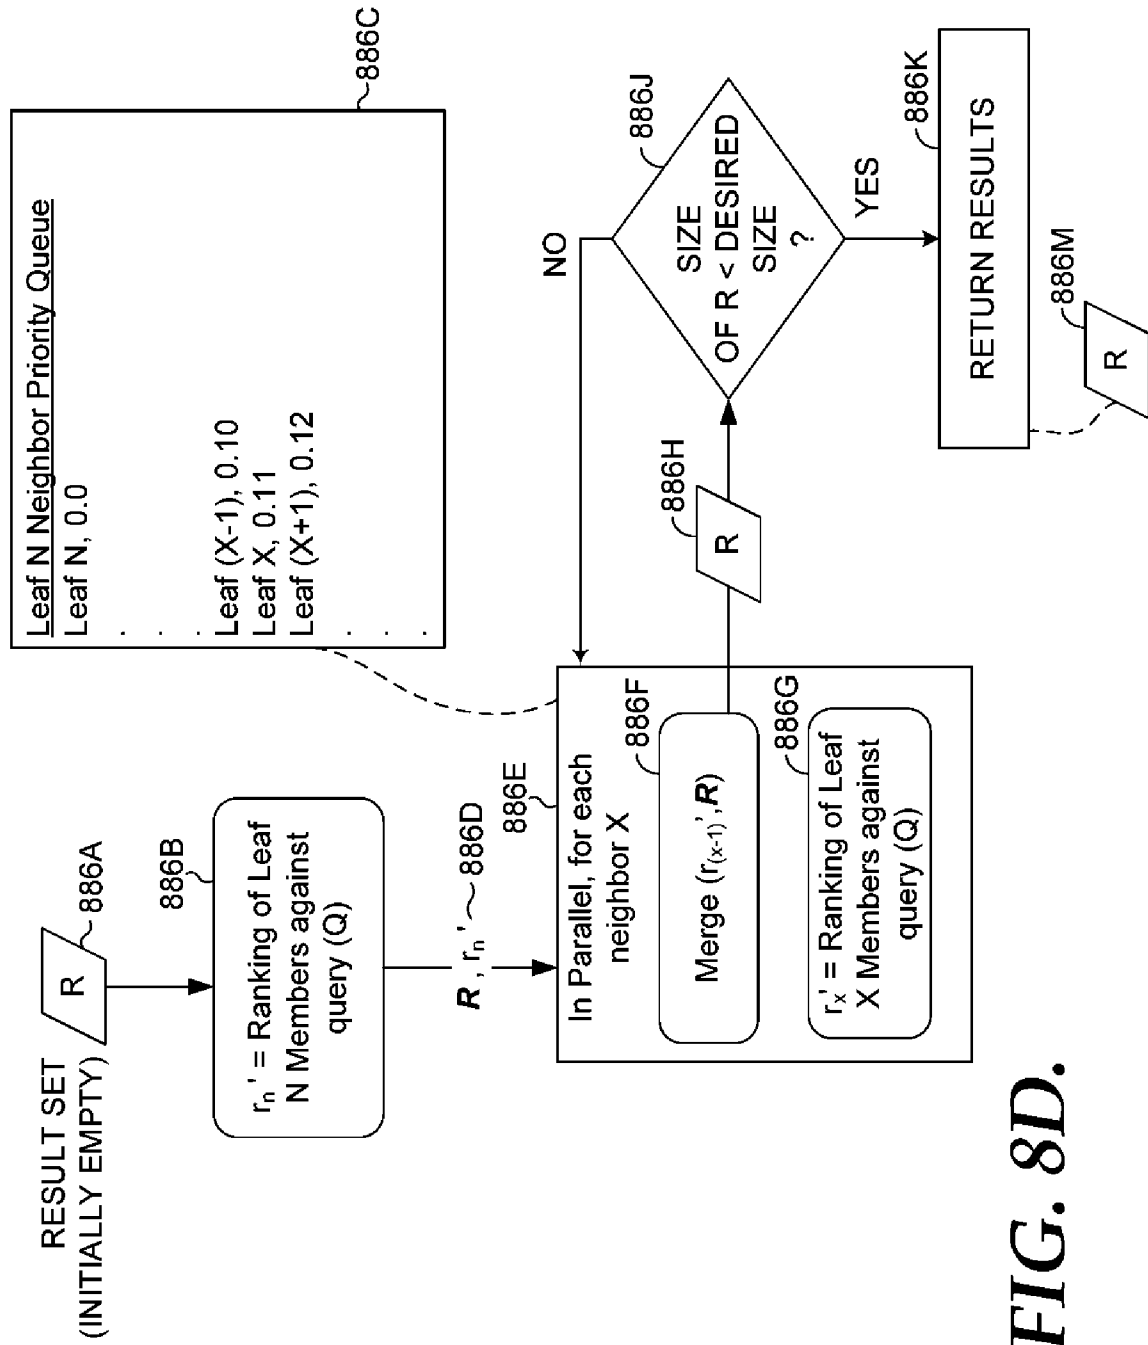 RESULT SET
(INITIALLY EMPTY)
R
886A
886B
rn' = Ranking of Leaf
N Members against
query (Q)
R , rn'
886D
Leaf N Neighbor Priority Queue
Leaf N, 0.0
.
.
.
Leaf (X-1), 0.10
Leaf X, 0.11
Leaf (X+1), 0.12
.
.
.
886C
886E
In Parallel, for each
neighbor X
886F
Merge (r(x-1)',R)
886G
rx' = Ranking of Leaf
X Members against
query (Q)
R
886H
NO
886J
SIZE
OF R < DESIRED
SIZE
?
YES
886K
RETURN RESULTS
R
886M
FIG. 8D.